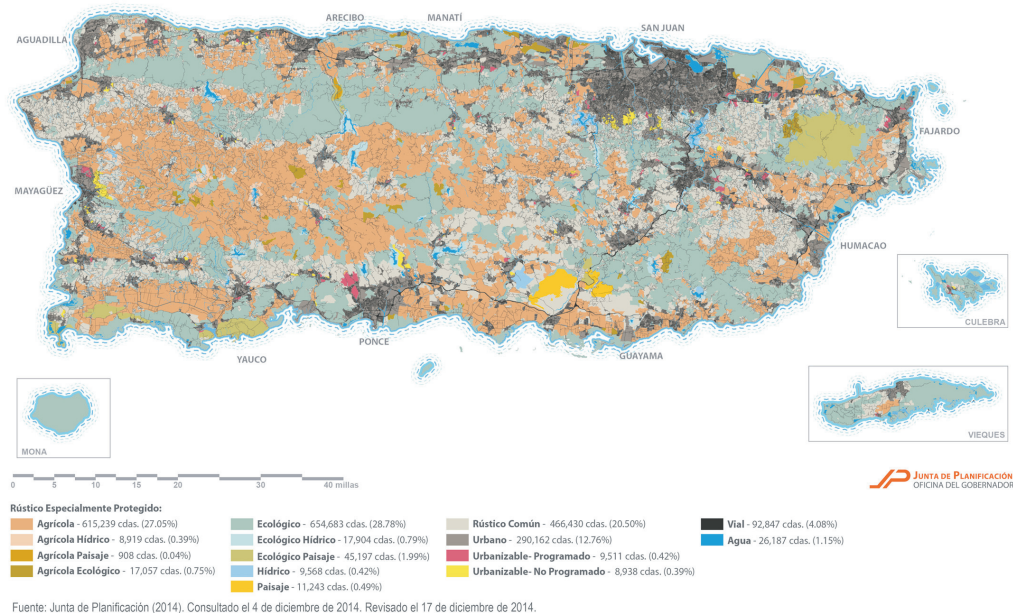 ARECIBO
MANATÍ
SAN JUAN
AGUADILLA
FAJARDO
MAYAGÜEZ
HUMACAO
CULEBRA
YAUCO
PONCE
GUAYAMA
MONA
VIEQUES
0 5 10 15 20 30 40 millas
JP JUNTA DE PLANIFICACIÓN
OFICINA DEL GOBERNADOR
Rústico Especialmente Protegido:
Agrícola - 615,239 cdas. (27.05%)
Agrícola Hídrico - 8,919 cdas. (0.39%)
Agrícola Paisaje - 908 cdas. (0.04%)
Agrícola Ecológico - 17,057 cdas. (0.75%)
Ecológico - 654,683 cdas. (28.78%)
Ecológico Hídrico - 17,904 cdas. (0.79%)
Ecológico Paisaje - 45,197 cdas. (1.99%)
Hídrico - 9,568 cdas. (0.42%)
Paisaje - 11,243 cdas. (0.49%)
Rústico Común - 466,430 cdas. (20.50%)
Urbano - 290,162 cdas. (12.76%)
Urbanizable- Programado - 9,511 cdas. (0.42%)
Urbanizable- No Programado - 8,938 cdas. (0.39%)
Vial - 92,847 cdas. (4.08%)
Agua - 26,187 cdas. (1.15%)
Fuente: Junta de Planificación (2014). Consultado el 4 de diciembre de 2014. Revisado el 17 de diciembre de 2014.